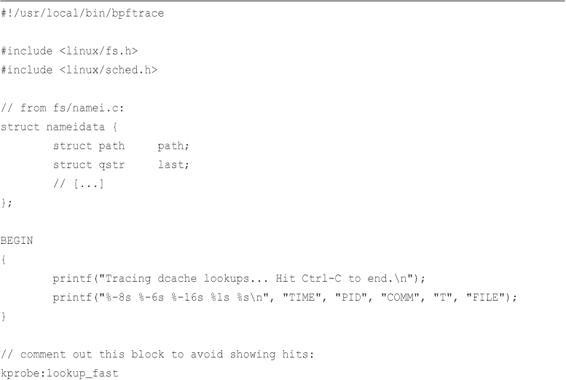 #!/usr/local/bin/bpftrace

#include <linux/fs.h>
#include <linux/sched.h>

// from fs/namei.c:
struct nameidata {
        struct path     path;
        struct qstr     last;
        // [...]
};

BEGIN
{
        printf("Tracing dcache lookups... Hit Ctrl-C to end.\n");
        printf("%-8s %-6s %-16s %1s %s\n", "TIME", "PID", "COMM", "T", "FILE");
}

// comment out this block to avoid showing hits:
kprobe:lookup_fast